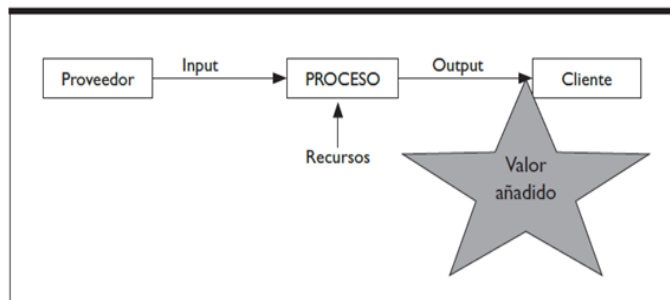 Input
Output
Proveedor
PROCESO
Cliente
Recursos
Valor
añadido